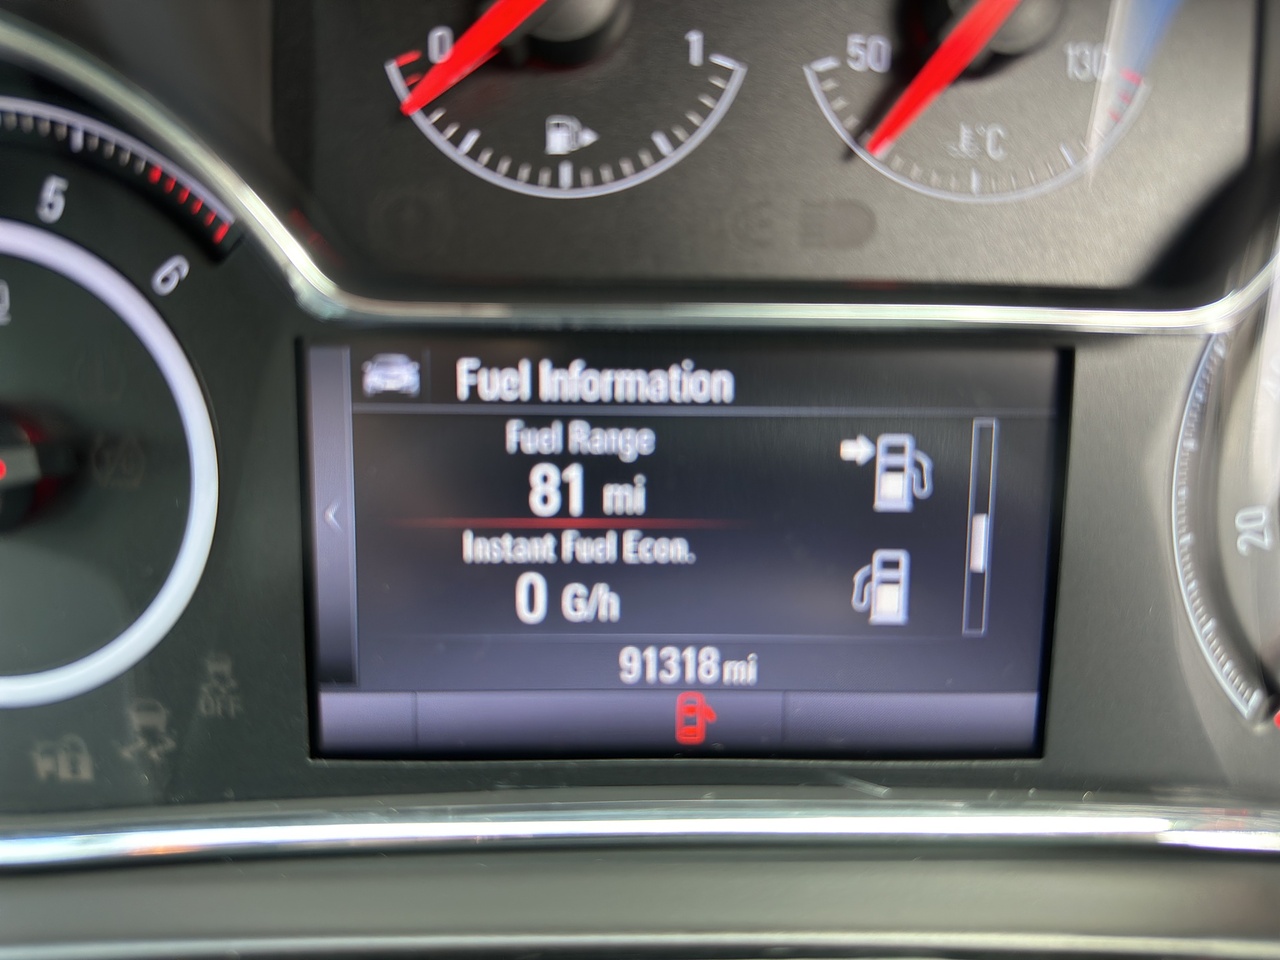 0 1
50 130
°C
5
6
Fuel Information
Fuel Range
81 mi
Instant Fuel Econ.
0 G/h
91318 mi
20
OFF